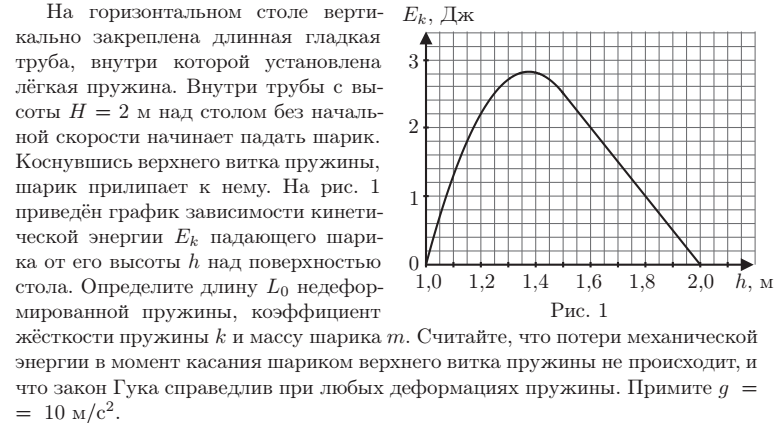 На горизонтальном столе верти-
кально закреплена длинная гладкая
труба, внутри которой установлена
лёгкая пружина. Внутри трубы с вы-
соты H = 2 м над столом без началь-
ной скорости начинает падать шарик.
Коснувшись верхнего витка пружины,
шарик прилипает к нему. На рис. 1
приведён график зависимости кинети-
ческой энергии Eₖ падающего шари-
ка от его высоты h над поверхностью
стола. Определите длину L₀ недефор-
мированной пружины, коэффициент
жёсткости пружины k и массу шарика m. Считайте, что потери механической
энергии в момент касания шариком верхнего витка пружины не происходит, и
что закон Гука справедлив при любых деформациях пружины. Примите g =
= 10 м/с².
Eₖ, Дж
3
2
1
0
1,0 1,2 1,4 1,6 1,8 2,0 h, м
Рис. 1